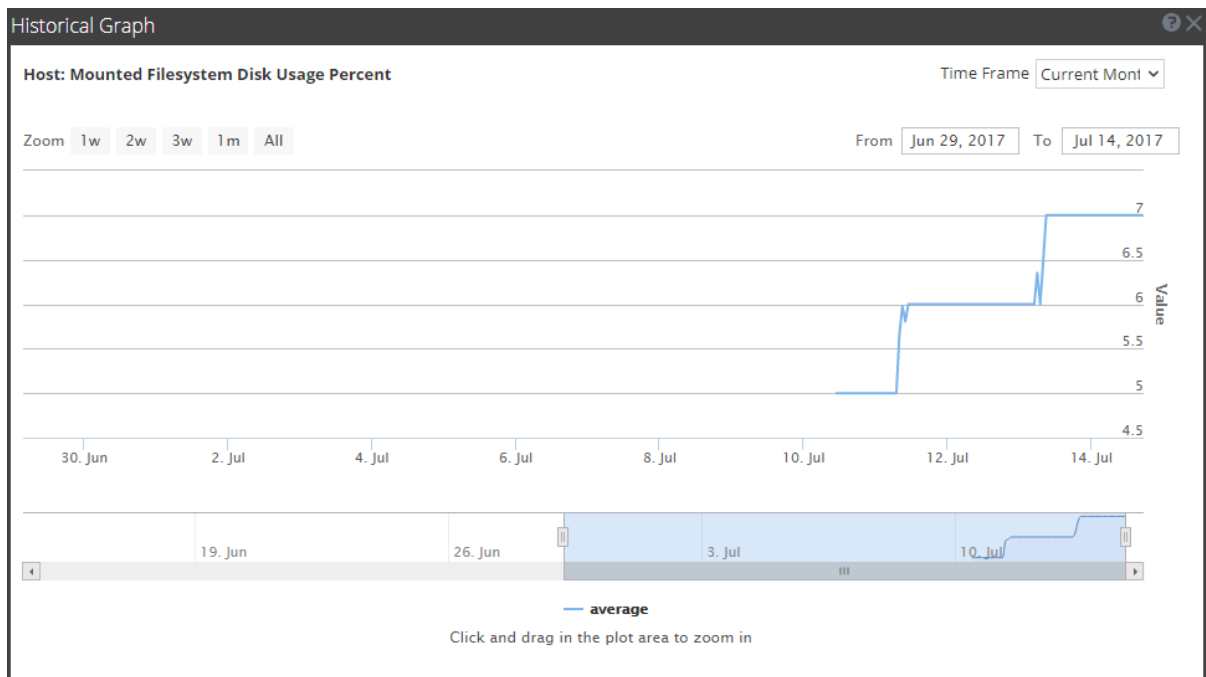 Historical Graph
Host: Mounted Filesystem Disk Usage Percent
Time Frame Current Mont
Zoom 1w 2w 3w 1m All
From Jun 29, 2017 To Jul 14, 2017
7
6.5
6
5.5
5
4.5
Value
30. Jun 2. Jul 4. Jul 6. Jul 8. Jul 10. Jul 12. Jul 14. Jul
19. Jun 26. Jun 3. Jul 10. Jul
average
Click and drag in the plot area to zoom in